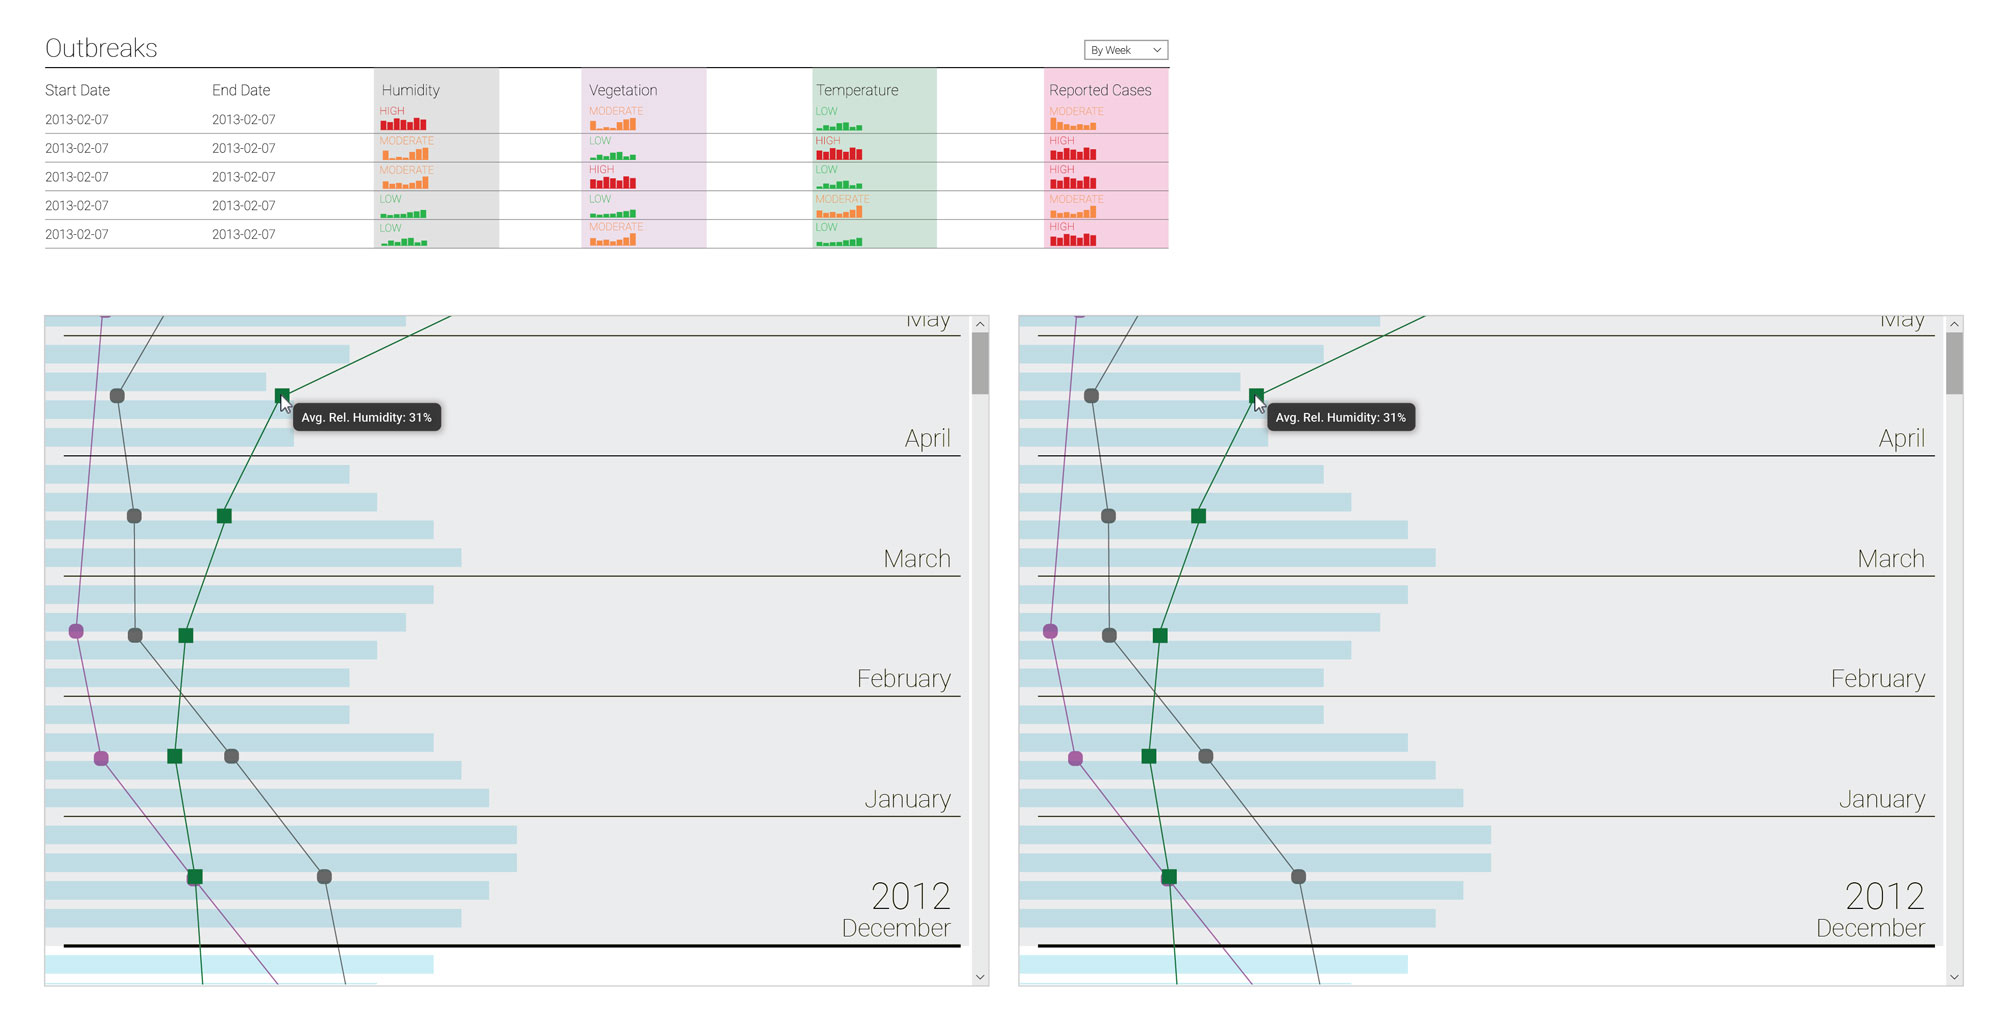 Outbreaks
By Week
Start Date End Date Humidity Vegetation Temperature Reported Cases
HIGH MODERATE LOW MODERATE
2013-02-07 2013-02-07
MODERATE LOW HIGH HIGH
2013-02-07 2013-02-07
MODERATE HIGH LOW HIGH
2013-02-07 2013-02-07
LOW LOW MODERATE MODERATE
2013-02-07 2013-02-07
LOW MODERATE LOW HIGH
2013-02-07 2013-02-07
May
Avg. Rel. Humidity: 31%
April
March
February
January
2012
December
May
Avg. Rel. Humidity: 31%
April
March
February
January
2012
December